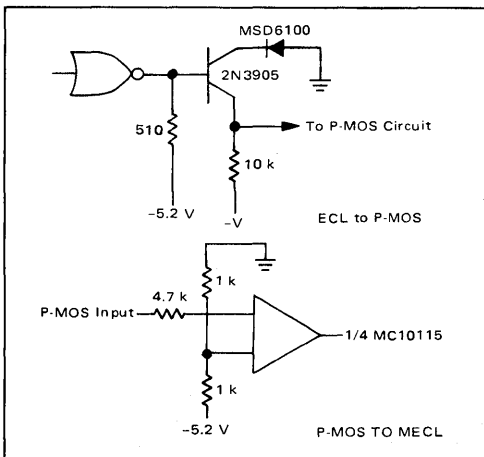 MSD6100
2N3905
510
To P-MOS Circuit
10 k
-5.2 V
-V
ECL to P-MOS
1 k
4.7 k
P-MOS Input
1/4 MC10115
1 k
-5.2 V
P-MOS TO MECL